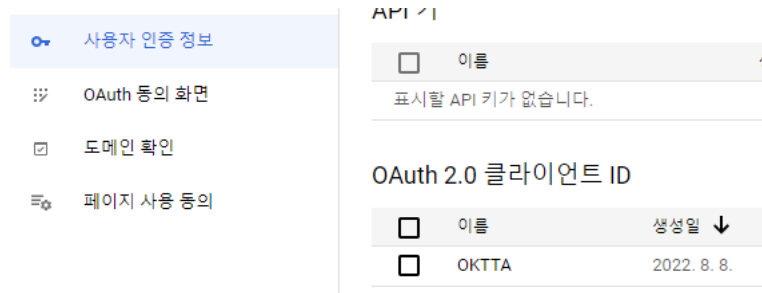 사용자 인증 정보
OAuth 동의 화면
도메인 확인
페이지 사용 동의
API 키
이름
표시할 API 키가 없습니다.
OAuth 2.0 클라이언트 ID
이름 생성일
OKTTA 2022. 8. 8.